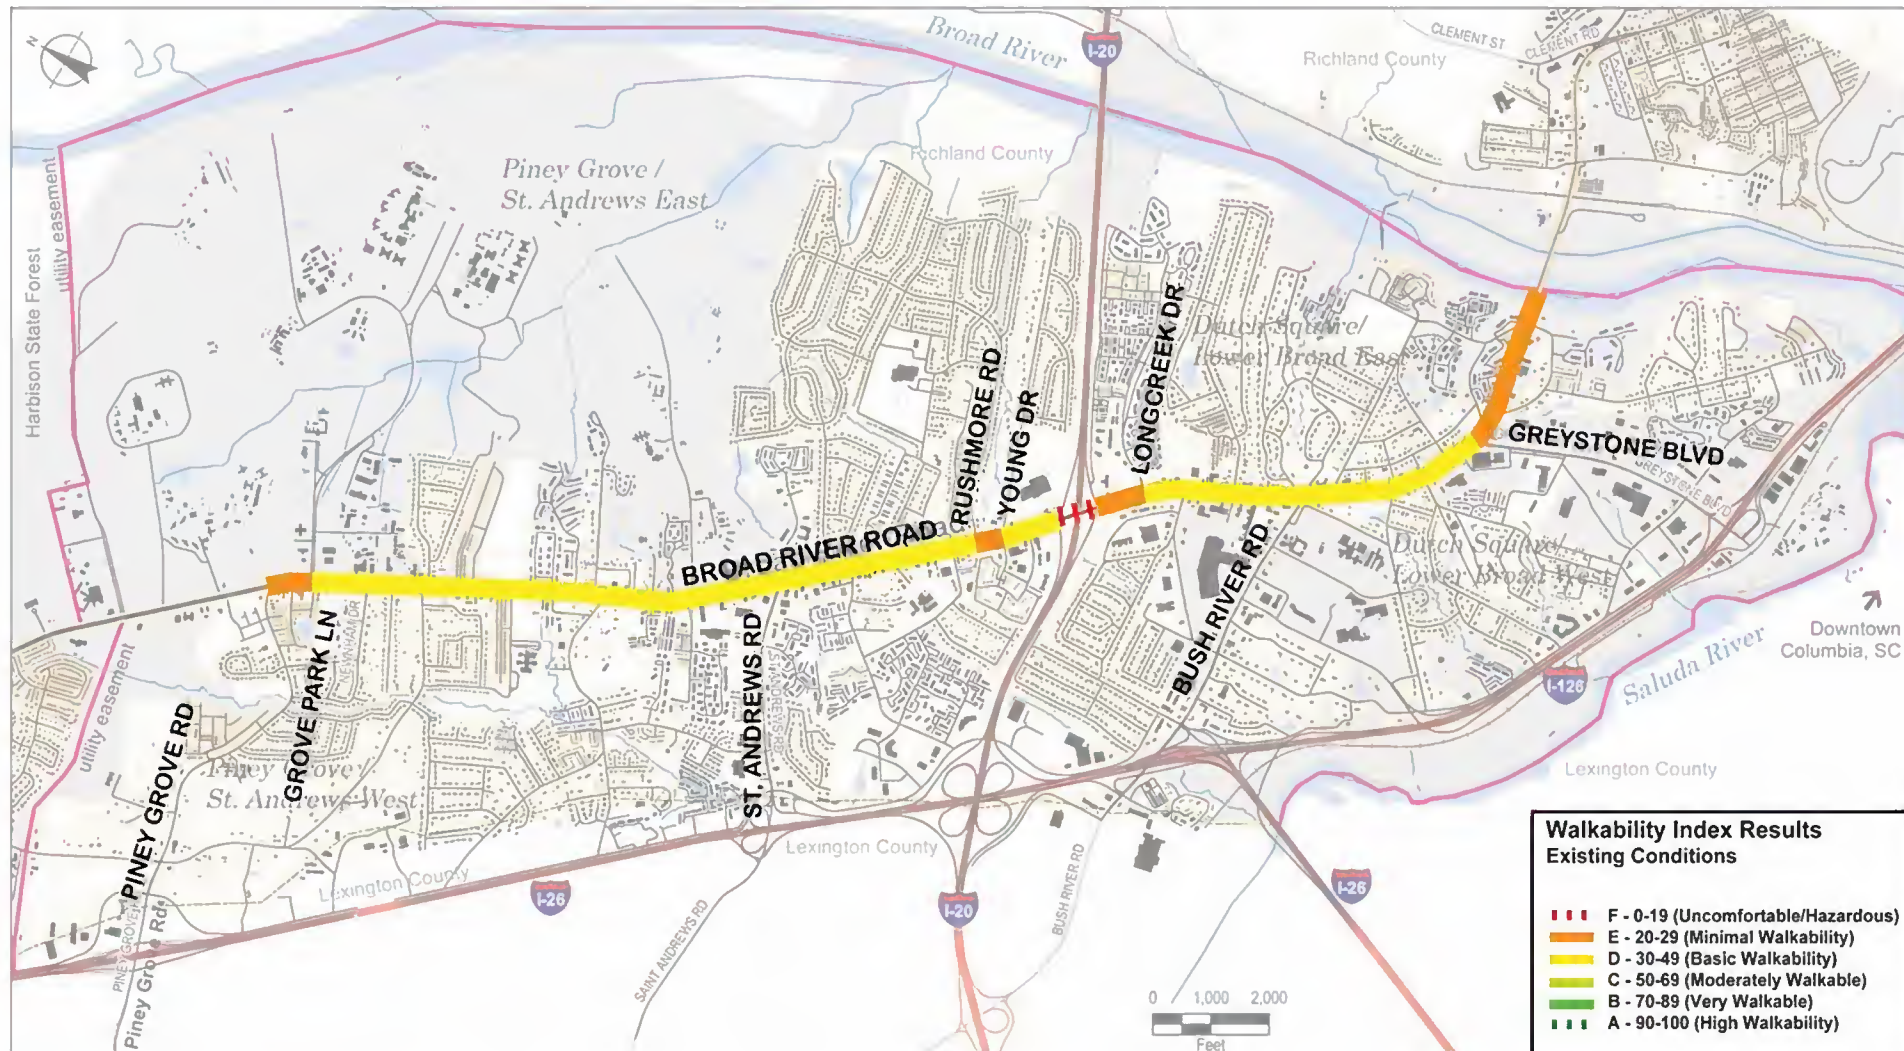 N
Broad River
I-20
CLEMENT ST
CLEMENT RD
Richland County
Harbison State Forest
utility easement
Piney Grove /
St. Andrews East
Richland County
Dutch Square/
Lower Broad East
RUSHMORE RD
YOUNG DR
LONGCREEK DR
GREYSTONE BLVD
GREYSTONE BLVD
BROAD RIVER ROAD
BUSH RIVER RD
Dutch Square/
Lower Broad West
Downtown
Columbia, SC
Saluda River
I-126
utility easement
PINEY GROVE RD
GROVE PARK LN
ST. ANDREWS RD
Piney Grove /
St. Andrews West
Lexington County
Lexington County
Lexington County
I-26
I-20
I-26
Piney Grove Rd
SAINT ANDREWS RD
BUSH RIVER RD
0 1,000 2,000
Feet
Walkability Index Results
Existing Conditions
F - 0-19 (Uncomfortable/Hazardous)
E - 20-29 (Minimal Walkability)
D - 30-49 (Basic Walkability)
C - 50-69 (Moderately Walkable)
B - 70-89 (Very Walkable)
A - 90-100 (High Walkability)